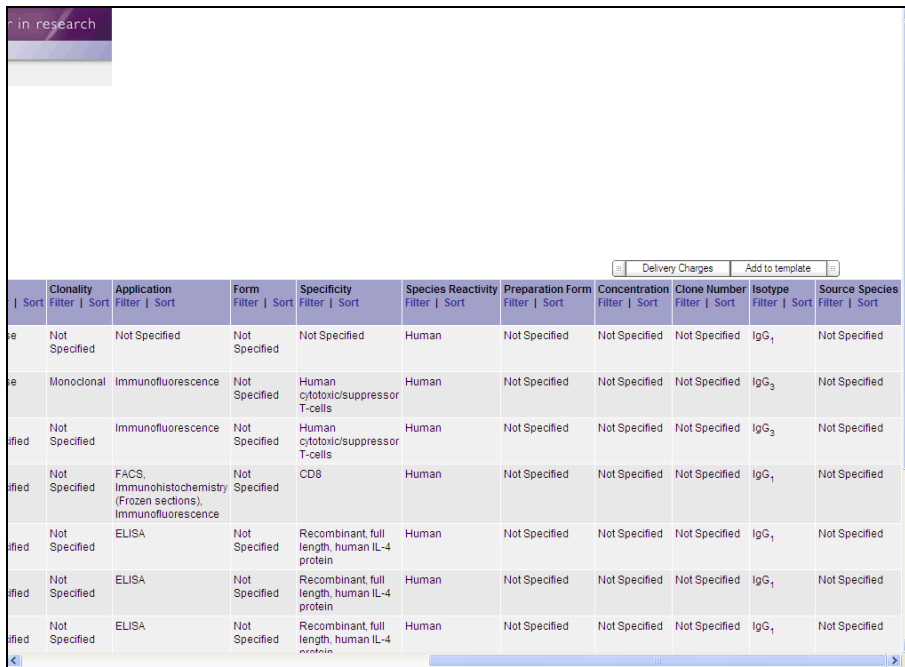 r in research
Delivery Charges Add to template
Clonality Application Form Specificity Species Reactivity Preparation Form Concentration Clone Number Isotype Source Species
| Sort Filter | Sort Filter | Sort Filter | Sort Filter | Sort Filter | Sort Filter | Sort Filter | Sort Filter | Sort Filter | Sort Filter | Sort
se Not Not Specified Not Not Specified Human Not Specified Not Specified Not Specified IgG1 Not Specified
Specified Specified
se Monoclonal Immunofluorescence Not Human Human Not Specified Not Specified Not Specified IgG3 Not Specified
Specified cytotoxic/suppressor
T-cells
Not Immunofluorescence Not Human Human Not Specified Not Specified Not Specified IgG3 Not Specified
ified Specified Specified cytotoxic/suppressor
T-cells
Not FACS, Not CD8 Human Not Specified Not Specified Not Specified IgG1 Not Specified
ified Specified Immunohistochemistry Specified
(Frozen sections),
Immunofluorescence
Not ELISA Not Recombinant, full Human Not Specified Not Specified Not Specified IgG1 Not Specified
ified Specified Specified length, human IL-4
protein
Not ELISA Not Recombinant, full Human Not Specified Not Specified Not Specified IgG1 Not Specified
ified Specified Specified length, human IL-4
protein
Not ELISA Not Recombinant, full Human Not Specified Not Specified Not Specified IgG1 Not Specified
ified Specified Specified length, human IL-4
protein